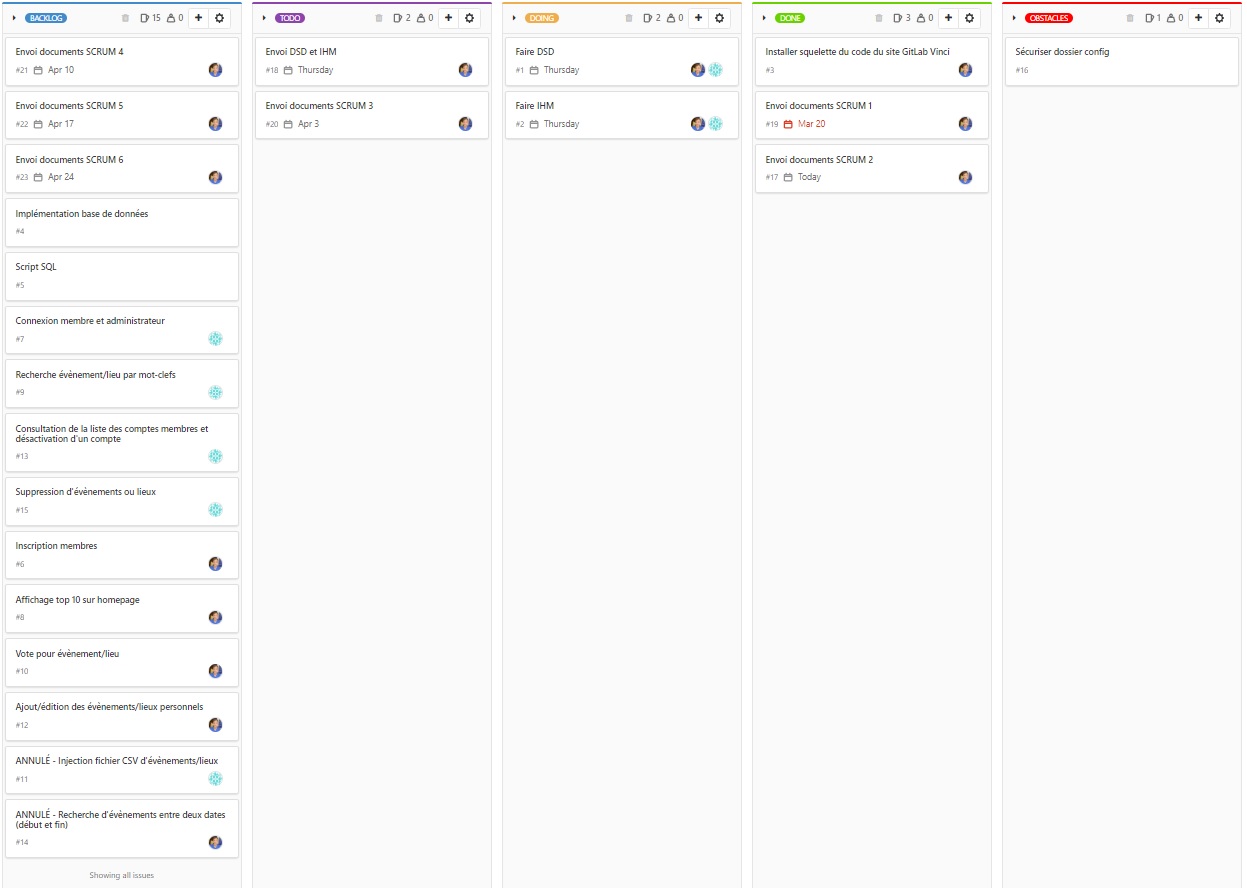 BACKLOG 15 0
Envoi documents SCRUM 4
#21 Apr 10
Envoi documents SCRUM 5
#22 Apr 17
Envoi documents SCRUM 6
#23 Apr 24
Implémentation base de données
#4
Script SQL
#5
Connexion membre et administrateur
#7
Recherche évènement/lieu par mot-clefs
#9
Consultation de la liste des comptes membres et
désactivation d'un compte
#13
Suppression d'évènements ou lieux
#15
Inscription membres
#6
Affichage top 10 sur homepage
#8
Vote pour évènement/lieu
#10
Ajout/édition des évènements/lieux personnels
#12
ANNULÉ - Injection fichier CSV d'évènements/lieux
#11
ANNULÉ - Recherche d'évènements entre deux dates
(début et fin)
#14
Showing all issues
TODO 2 0
Envoi DSD et IHM
#18 Thursday
Envoi documents SCRUM 3
#20 Apr 3
DOING 2 0
Faire DSD
#1 Thursday
Faire IHM
#2 Thursday
DONE 3 0
Installer squelette du code du site GitLab Vinci
#3
Envoi documents SCRUM 1
#19 Mar 20
Envoi documents SCRUM 2
#17 Today
OBSTACLES 1 0
Sécuriser dossier config
#16